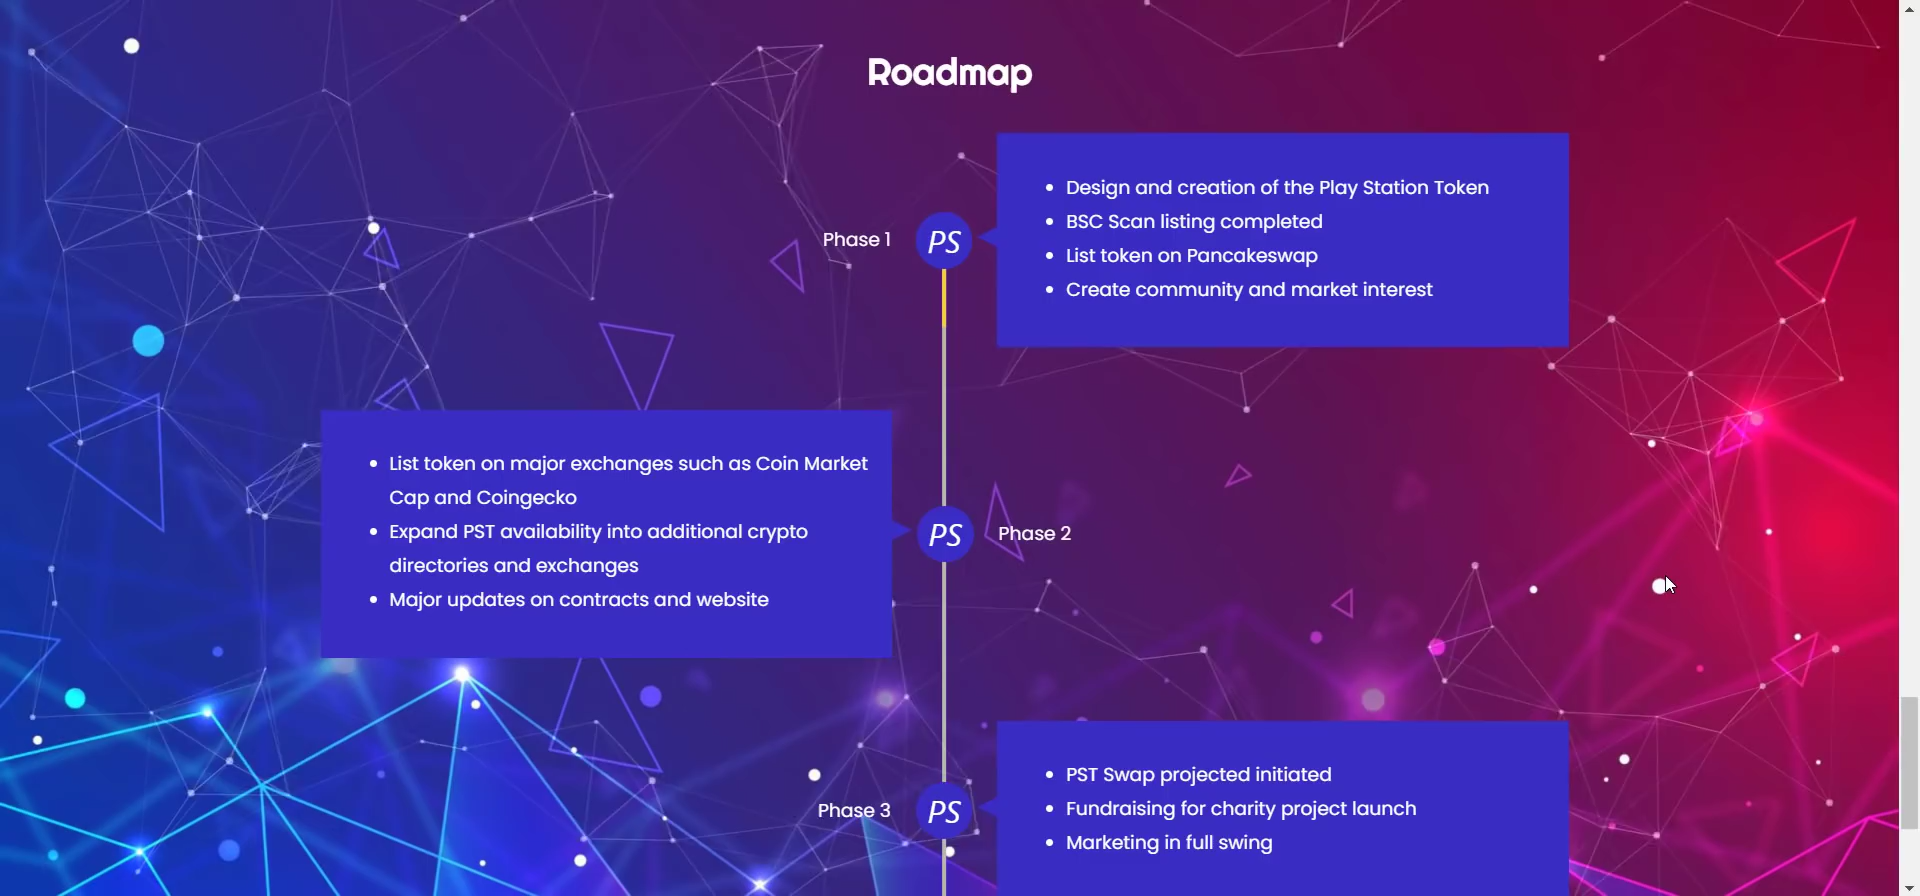 Roadmap
Phase 1
PS
Design and creation of the Play Station Token
BSC Scan listing completed
List token on Pancakeswap
Create community and market interest
List token on major exchanges such as Coin Market
Cap and Coingecko
Expand PST availability into additional crypto
directories and exchanges
Major updates on contracts and website
PS
Phase 2
Phase 3
PS
PST Swap projected initiated
Fundraising for charity project launch
Marketing in full swing